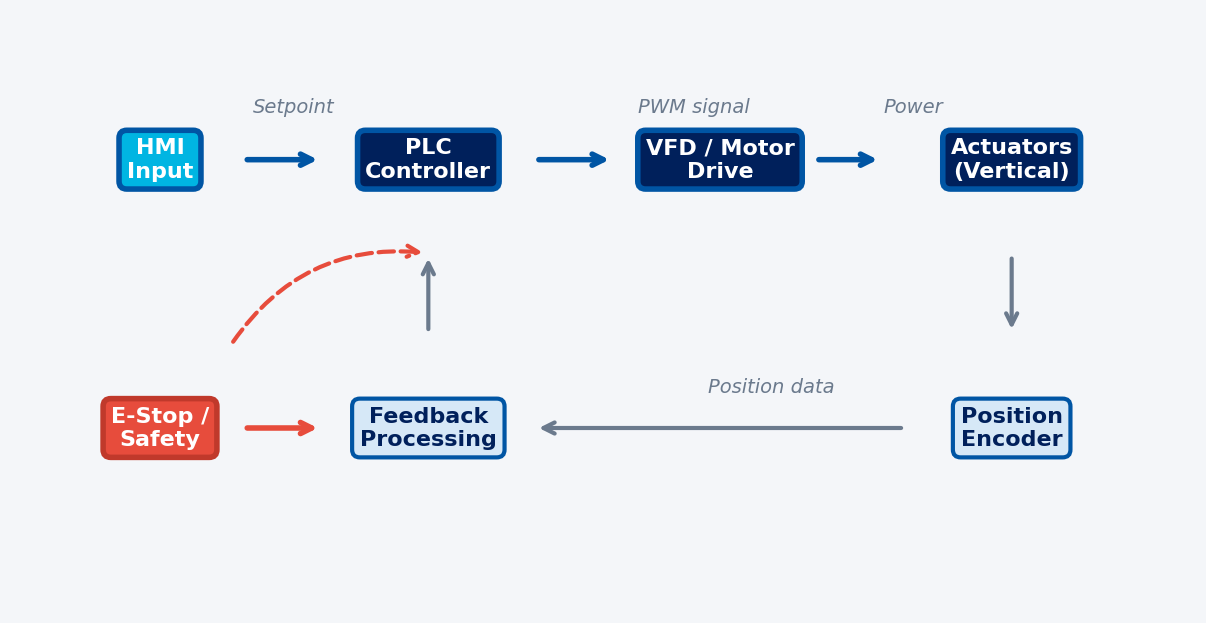 Setpoint
PWM signal
Power
HMI
Input
PLC
Controller
VFD / Motor
Drive
Actuators
(Vertical)
Position data
E-Stop /
Safety
Feedback
Processing
Position
Encoder